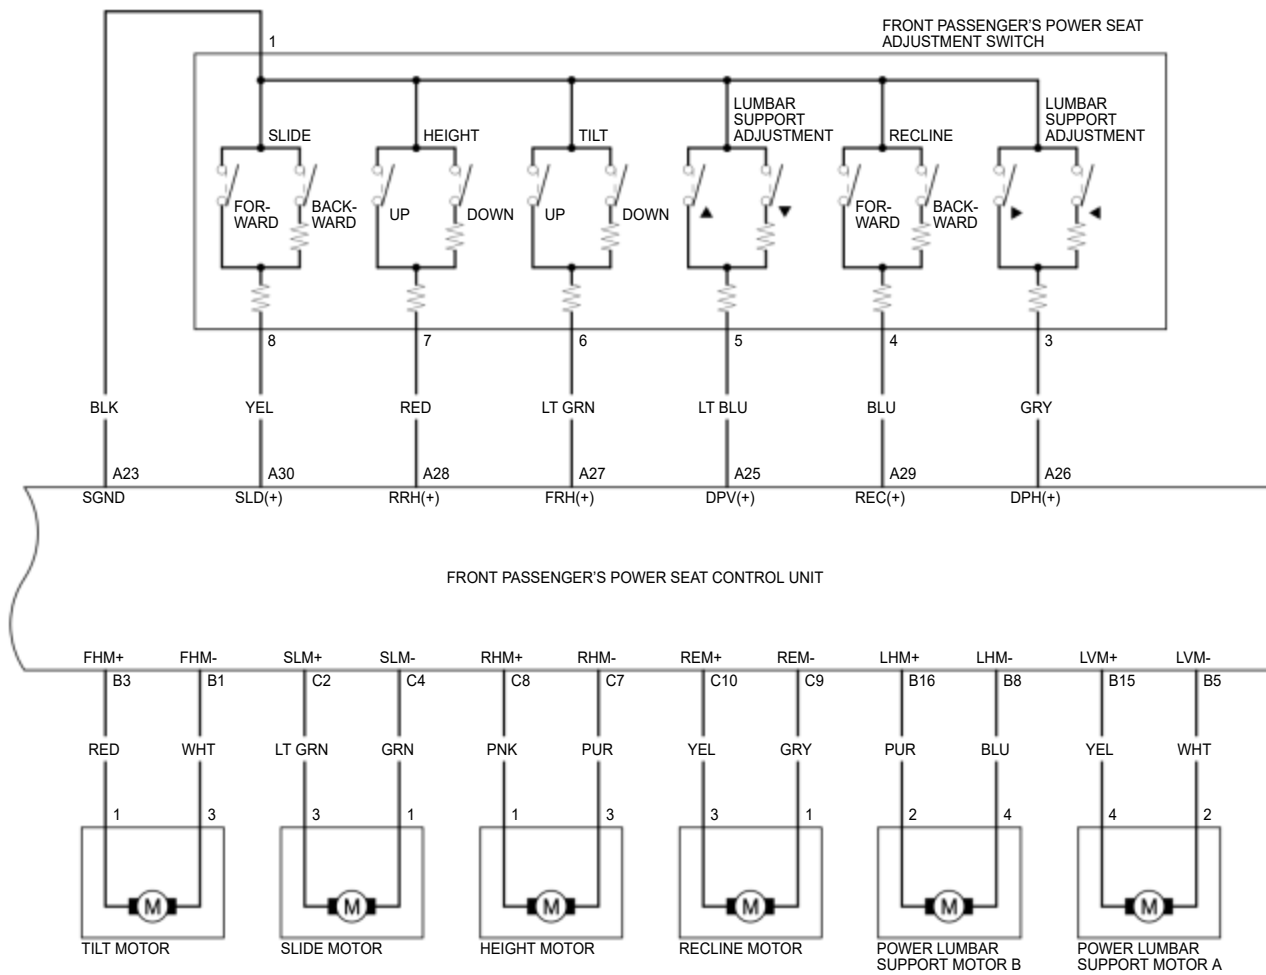 FRONT PASSENGER'S POWER SEAT
ADJUSTMENT SWITCH
1
SLIDE
HEIGHT
TILT
LUMBAR
SUPPORT
ADJUSTMENT
RECLINE
LUMBAR
SUPPORT
ADJUSTMENT
FOR-
WARD
BACK-
WARD
UP
DOWN
UP
DOWN
FOR-
WARD
BACK-
WARD
8
7
6
5
4
3
BLK
YEL
RED
LT GRN
LT BLU
BLU
GRY
A23
A30
A28
A27
A25
A29
A26
SGND
SLD(+)
RRH(+)
FRH(+)
DPV(+)
REC(+)
DPH(+)
FRONT PASSENGER'S POWER SEAT CONTROL UNIT
FHM+
FHM-
SLM+
SLM-
RHM+
RHM-
REM+
REM-
LHM+
LHM-
LVM+
LVM-
B3
B1
C2
C4
C8
C7
C10
C9
B16
B8
B15
B5
RED
WHT
LT GRN
GRN
PNK
PUR
YEL
GRY
PUR
BLU
YEL
WHT
1
3
3
1
1
3
3
1
2
4
4
2
M
M
M
M
M
M
TILT MOTOR
SLIDE MOTOR
HEIGHT MOTOR
RECLINE MOTOR
POWER LUMBAR
SUPPORT MOTOR B
POWER LUMBAR
SUPPORT MOTOR A